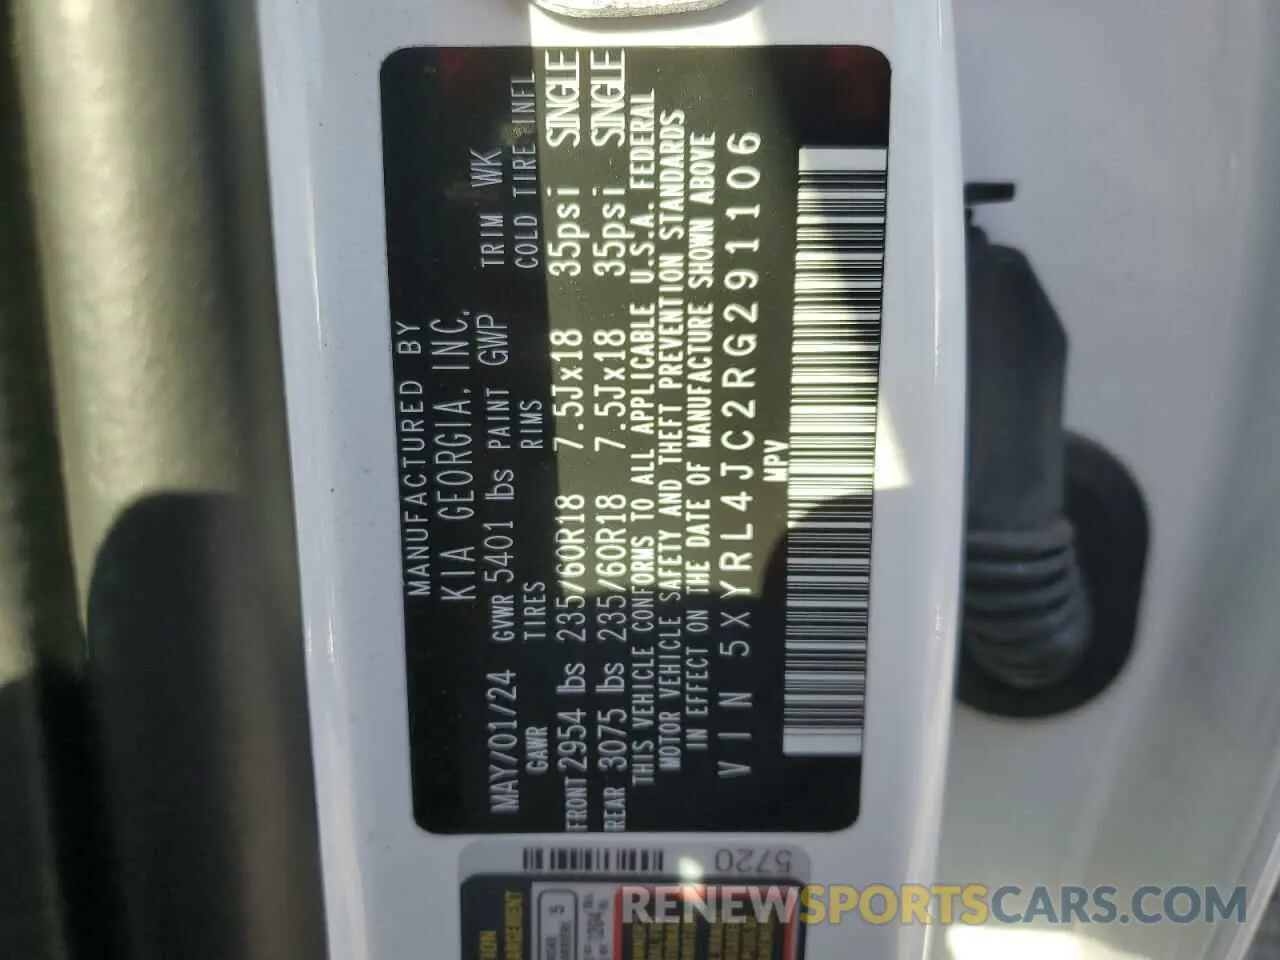 MANUFACTURED BY
KIA GEORGIA, INC.
MAY/01/24 GVWR 5401 lbs PAINT GWP TRIM WK
GAWR TIRES RIMS COLD TIRE INFL
FRONT 2954 lbs 235/60R18 7.5Jx18 35psi SINGLE
REAR 3075 lbs 235/60R18 7.5Jx18 35psi SINGLE
THIS VEHICLE CONFORMS TO ALL APPLICABLE U.S.A. FEDERAL
MOTOR VEHICLE SAFETY AND THEFT PREVENTION STANDARDS
IN EFFECT ON THE DATE OF MANUFACTURE SHOWN ABOVE
VIN 5XYRL4JC2RG291106
MPV
5720
RENEWSPORTSCARS.COM